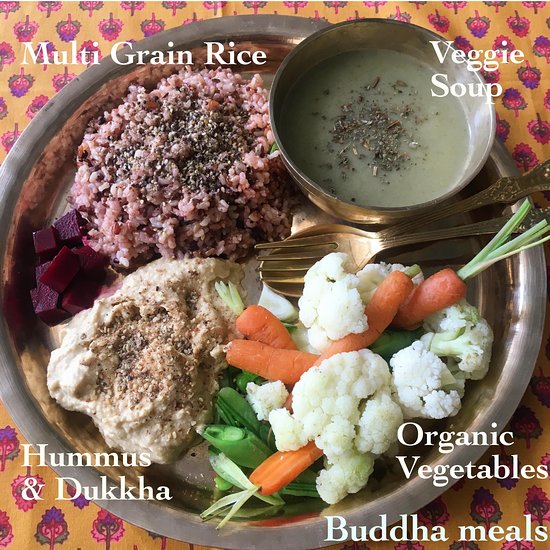 Multi Grain Rice
Veggie
Soup
Hummus
& Dukkha
Organic
Vegetables
Buddha meals